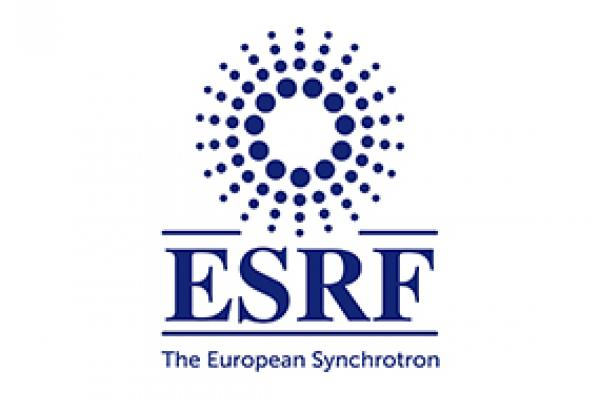 ESRF
The European Synchrotron